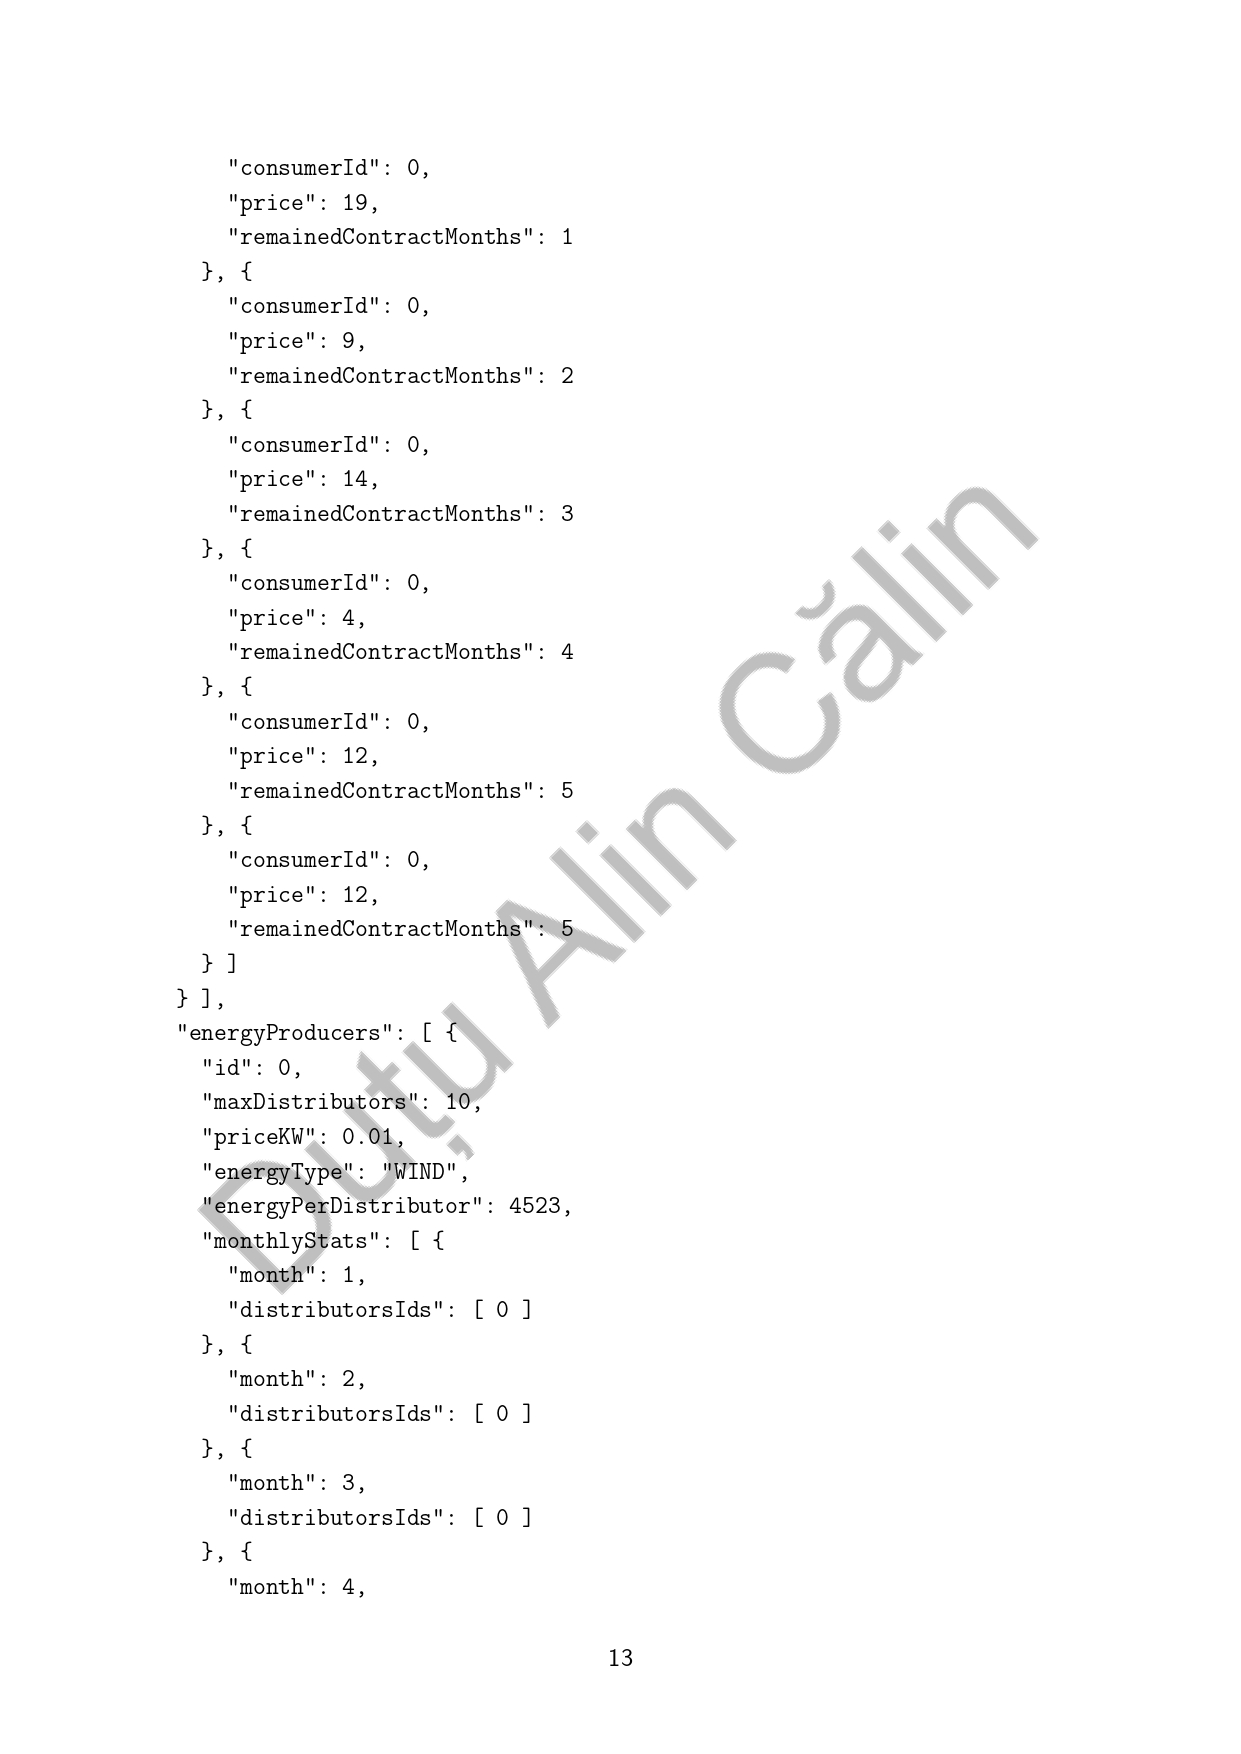 "consumerId": 0,
"price": 19,
"remainedContractMonths": 1
}, {
"consumerId": 0,
"price": 9,
"remainedContractMonths": 2
}, {
"consumerId": 0,
"price": 14,
"remainedContractMonths": 3
}, {
"consumerId": 0,
"price": 4,
"remainedContractMonths": 4
}, {
"consumerId": 0,
"price": 12,
"remainedContractMonths": 5
}, {
"consumerId": 0,
"price": 12,
"remainedContractMonths": 5
} ]
} ],
"energyProducers": [ {
"id": 0,
"maxDistributors": 10,
"priceKW": 0.01,
"energyType": "WIND",
"energyPerDistributor": 4523,
"monthlyStats": [ {
"month": 1,
"distributorsIds": [ 0 ]
}, {
"month": 2,
"distributorsIds": [ 0 ]
}, {
"month": 3,
"distributorsIds": [ 0 ]
}, {
"month": 4,
13
Duțu Alin Călin